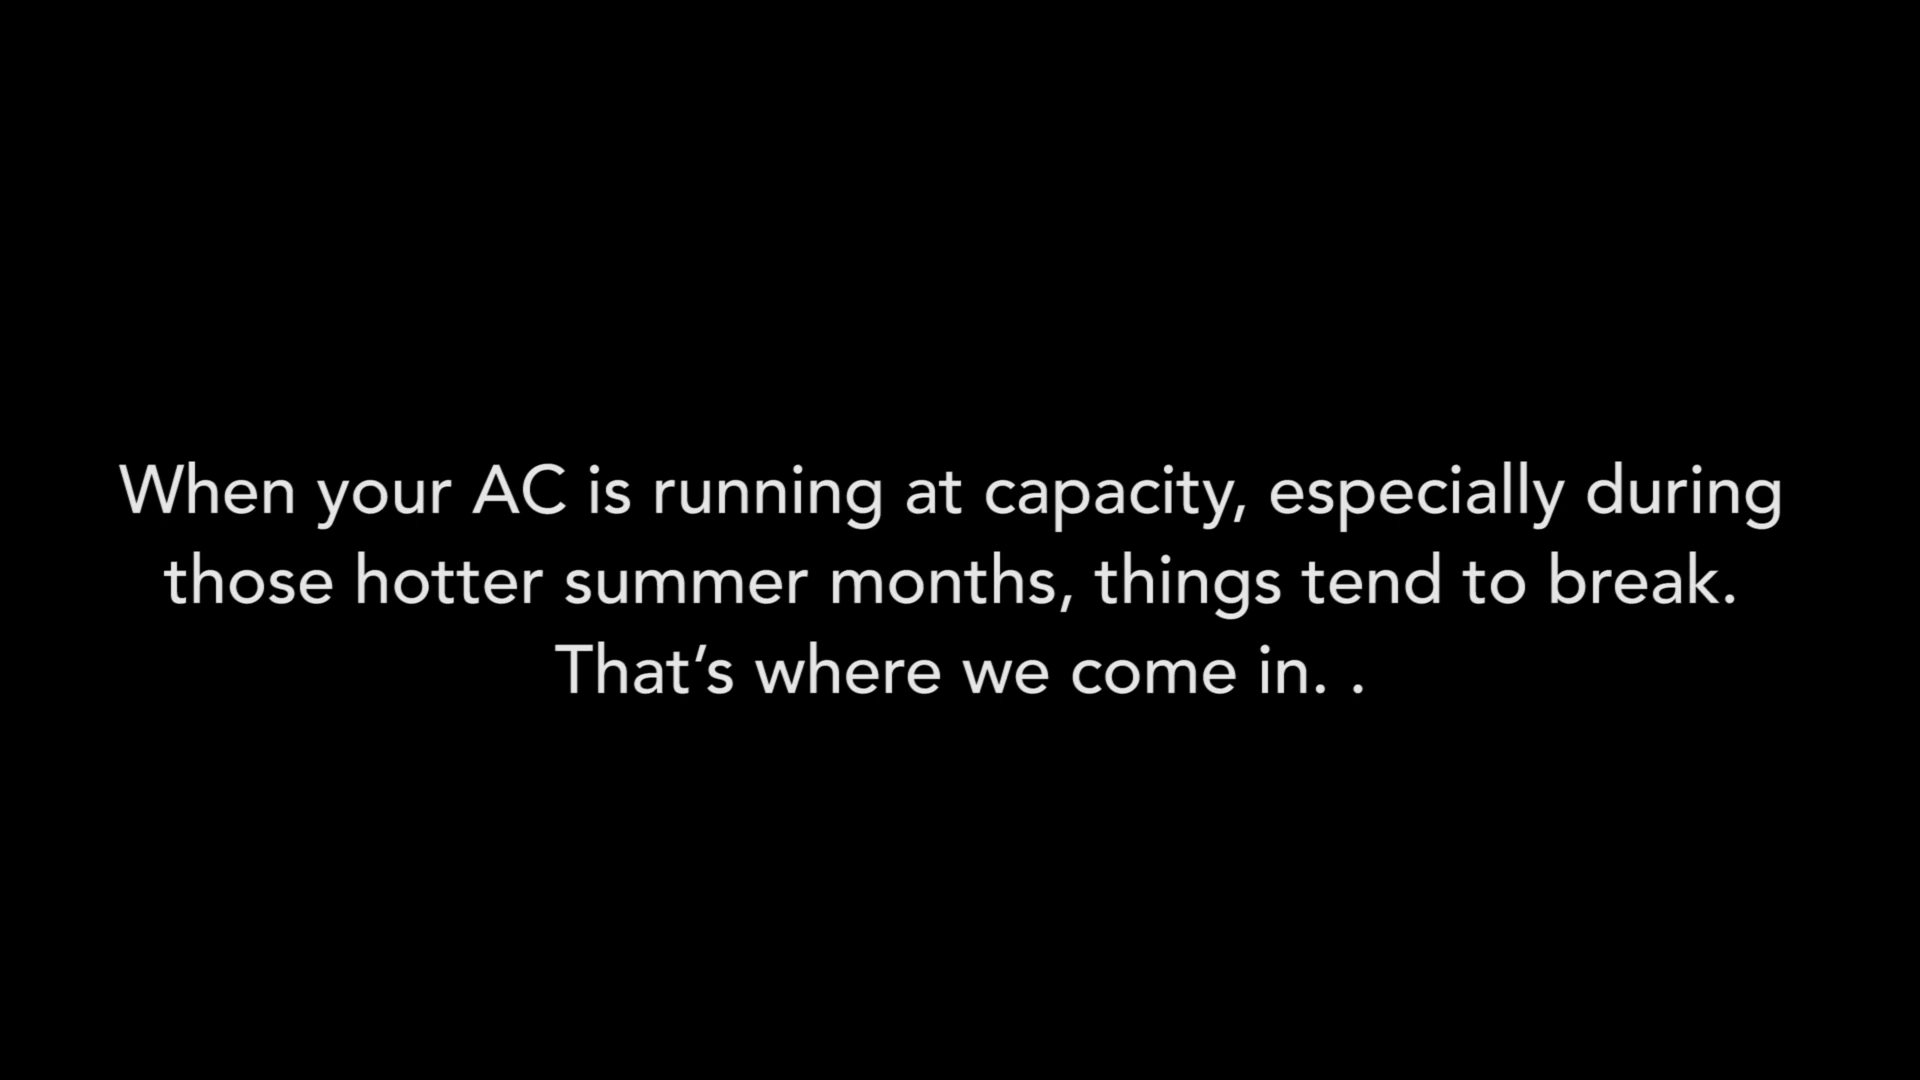 When your AC is running at capacity, especially during
those hotter summer months, things tend to break.
That’s where we come in. .